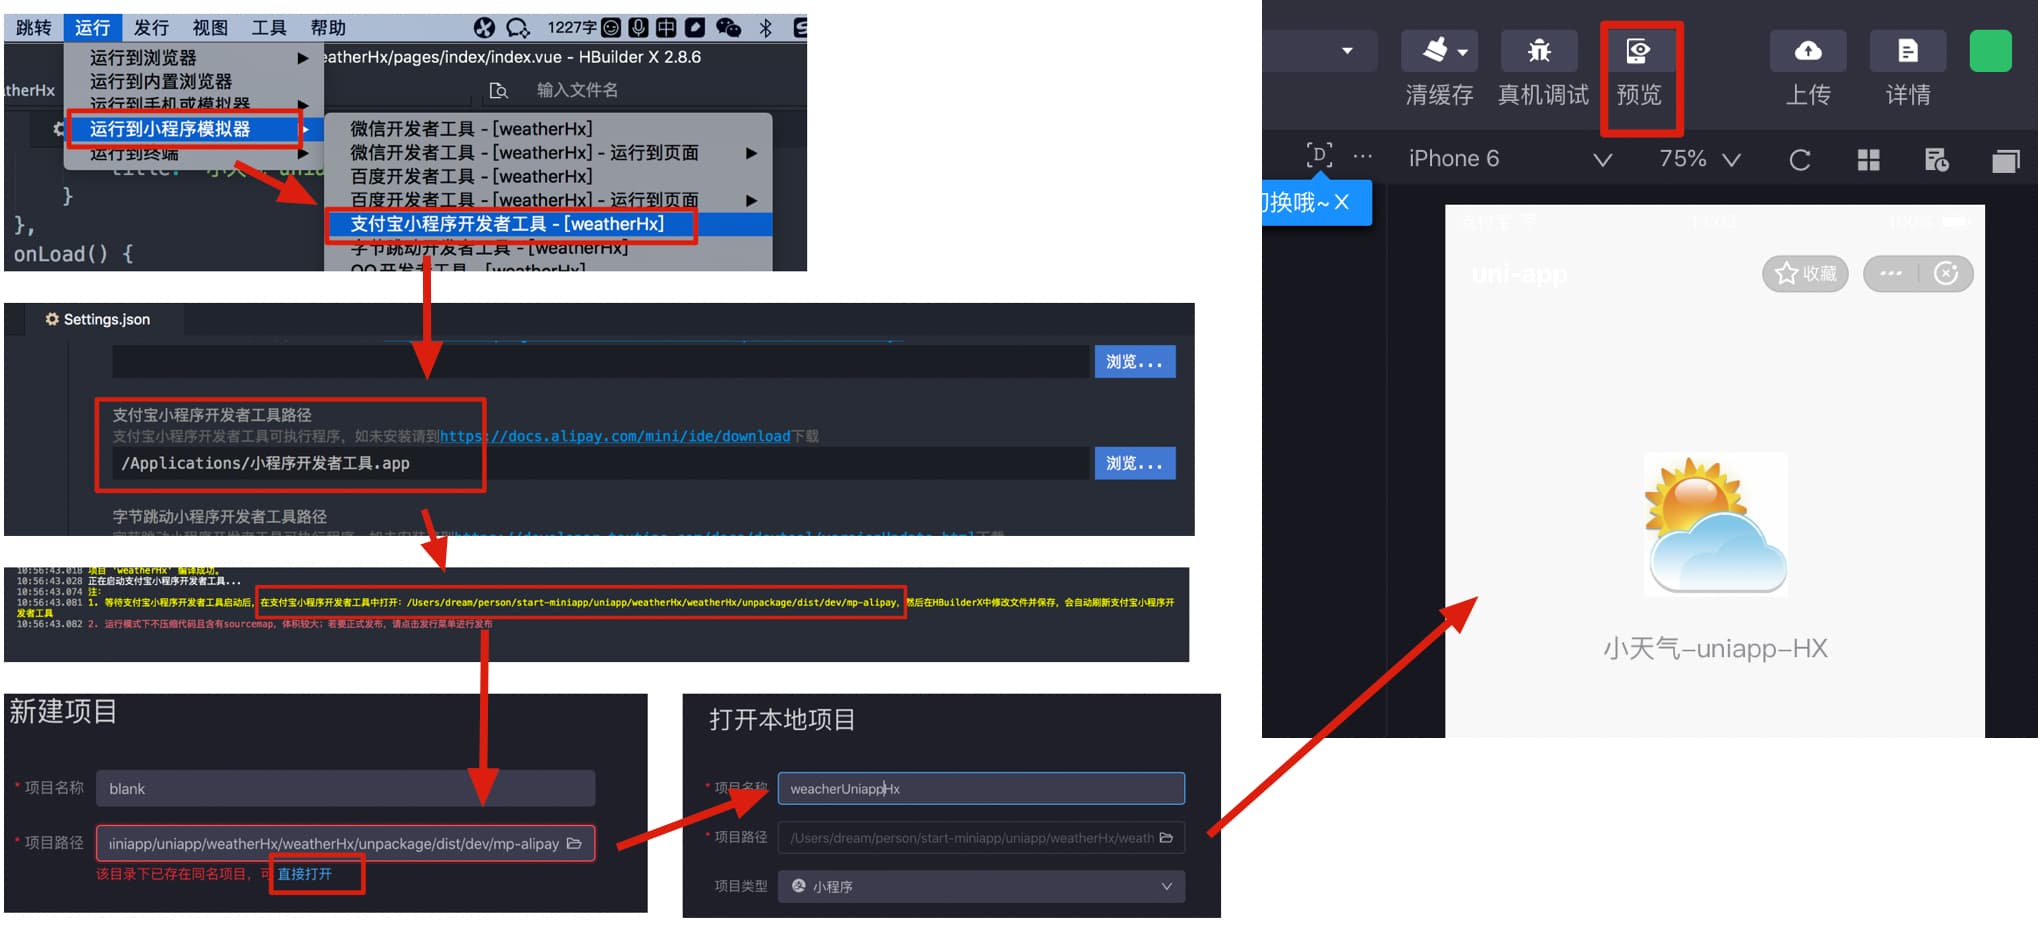 跳转 运行 发行 视图 工具 帮助 1227字
运行到浏览器
eatherHx/pages/index/index.vue - HBuilder X 2.8.6
运行到内置浏览器
therHx
运行到手机或模拟器
输入文件名
运行到小程序模拟器
运行到终端
微信开发者工具 - [weatherHx]
微信开发者工具 - [weatherHx] - 运行到页面
百度开发者工具 - [weatherHx]
百度开发者工具 - [weatherHx] - 运行到页面
支付宝小程序开发者工具 - [weatherHx]
字节跳动开发者工具 - [weatherHx]
QQ开发者工具 - [weatherHx]
}
},
onLoad() {
Settings.json
浏览...
支付宝小程序开发者工具路径
支付宝小程序开发者工具可执行程序, 如未安装请到https://docs.alipay.com/mini/ide/download下载
/Applications/小程序开发者工具.app
浏览...
字节跳动小程序开发者工具路径
10:56:43.018 项目 'weatherHx' 编译成功。
10:56:43.028 正在启动支付宝小程序开发者工具...
10:56:43.074 注:
10:56:43.081 1. 等待支付宝小程序开发者工具启动后, 在支付宝小程序开发者工具中打开: /Users/dream/person/start-miniapp/uniapp/weatherHx/weatherHx/unpackage/dist/dev/mp-alipay, 然后在HBuilderX中修改文件并保存, 会自动刷新支付宝小程序开
发者工具
10:56:43.082 2. 运行模式下不压缩代码且含有sourcemap, 体积较大; 若要正式发布, 请点击发行菜单进行发布
新建项目
* 项目名称 blank
* 项目路径 iniapp/uniapp/weatherHx/weatherHx/unpackage/dist/dev/mp-alipay
该目录下已存在同名项目, 可 直接打开
打开本地项目
* 项目名称 weacherUniappHx
* 项目路径 /Users/dream/person/start-miniapp/uniapp/weatherHx/weath
项目类型 小程序
清缓存 真机调试 预览 上传 详情
iPhone 6 75%
切换哦~ X
uni-app 收藏
小天气-uniapp-HX